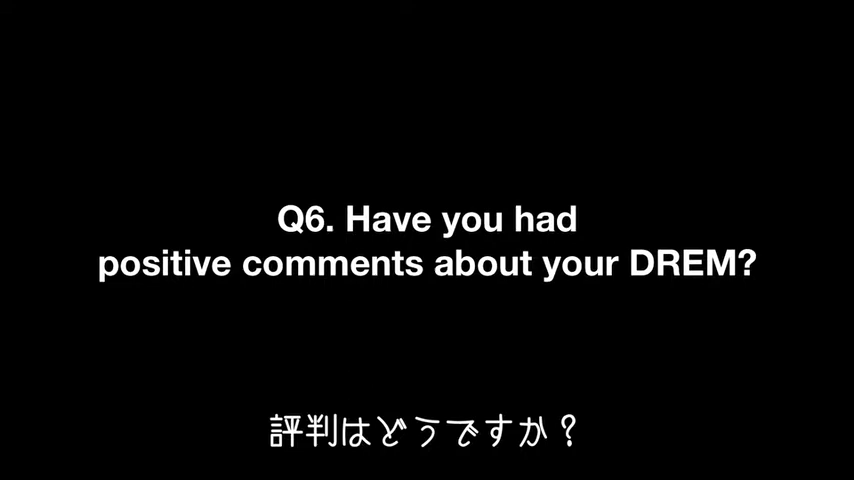 Q6. Have you had
positive comments about your DREM?
評判はどうですか？